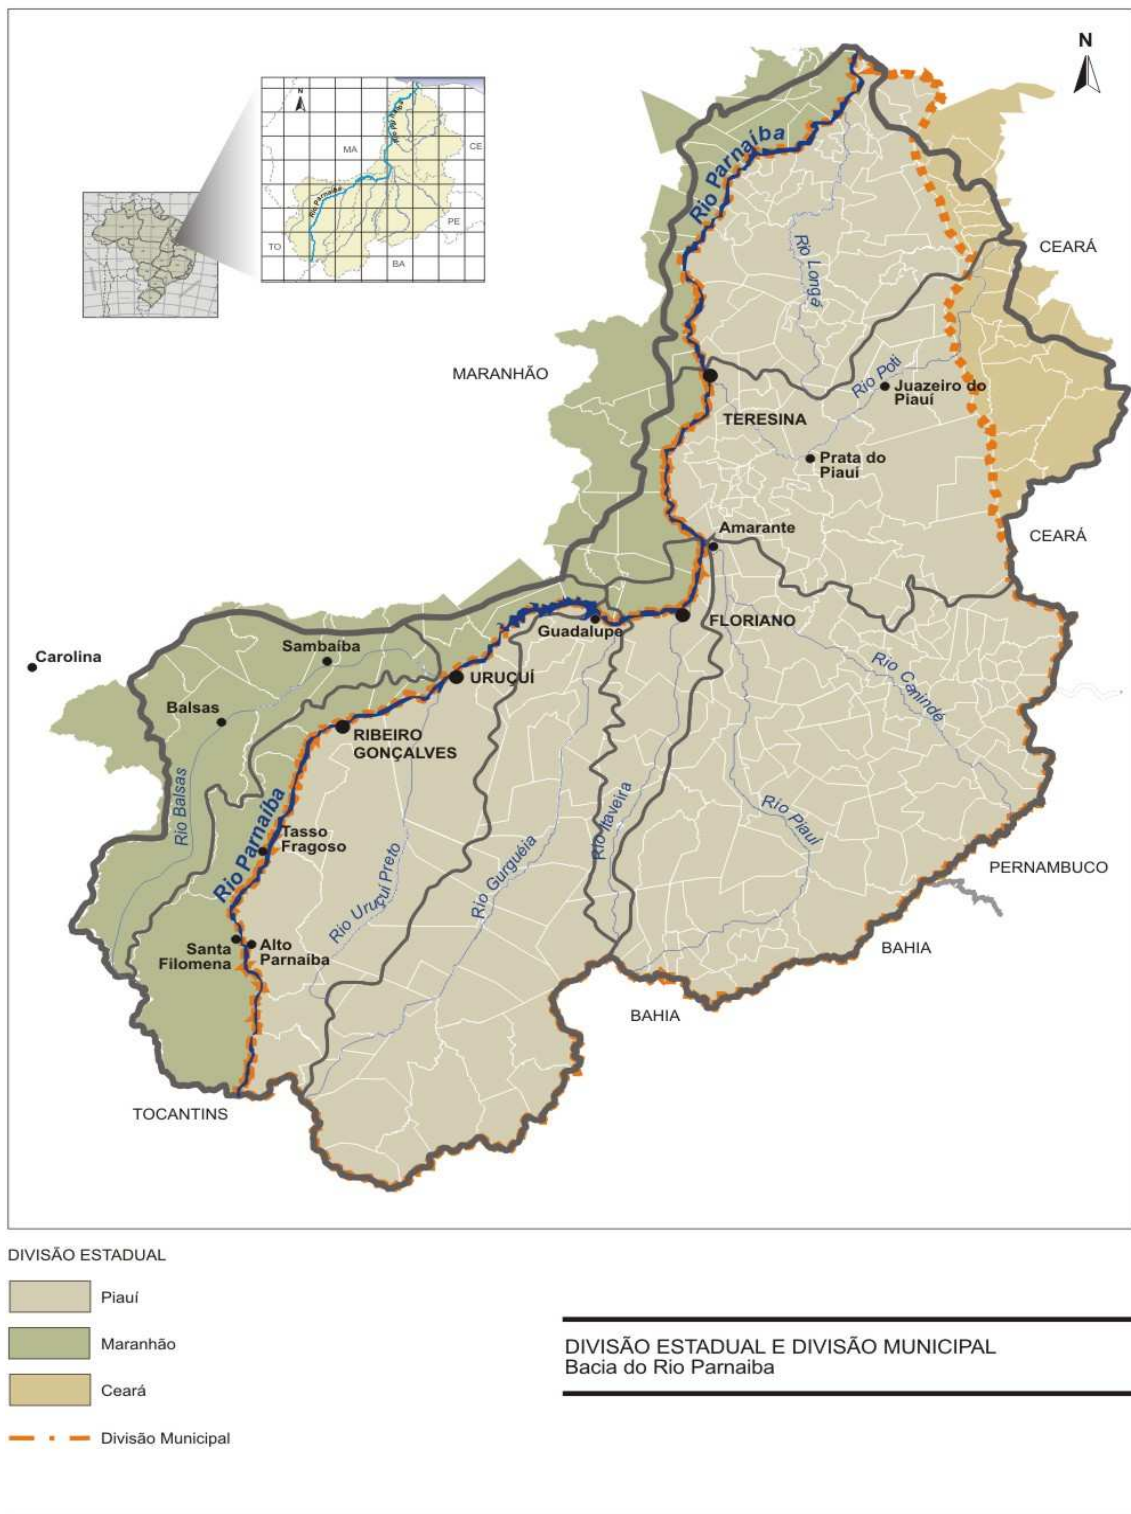 N
N
MA
CE
Rio Parnaíba
PE
TO
BA
Rio Parnaíba
Rio Longá
CEARÁ
MARANHÃO
Rio Poti
Juazeiro do
Piauí
TERESINA
Prata do
Piauí
Amarante
CEARÁ
Guadalupe
FLORIANO
Sambaíba
Carolina
URUÇUÍ
Rio Canindé
Balsas
RIBEIRO
GONÇALVES
Rio Balsas
Rio Parnaíba
Tasso
Fragoso
Rio Itaveira
Rio Piauí
Rio Uruçuí Preto
Rio Gurguéia
PERNAMBUCO
Santa
Filomena
Alto
Parnaiba
BAHIA
BAHIA
TOCANTINS
DIVISÃO ESTADUAL
Piauí
Maranhão
Ceará
Divisão Municipal
DIVISÃO ESTADUAL E DIVISÃO MUNICIPAL
Bacia do Rio Parnaiba